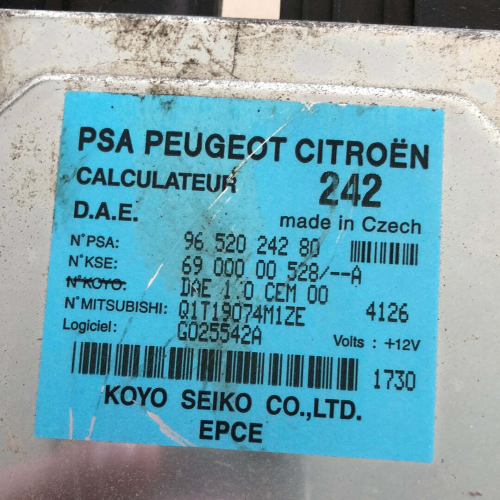 PSA PEUGEOT CITROËN
CALCULATEUR 242
D.A.E. made in Czech
N°PSA: 96 520 242 80
N°KSE: 69 000 00 528/--A
N°KOYO: DAE 1.0 CEM 00
N°MITSUBISHI: Q1T19074M1ZE 4126
Logiciel: G025542A Volts : +12V
1730
KOYO SEIKO CO.,LTD.
EPCE